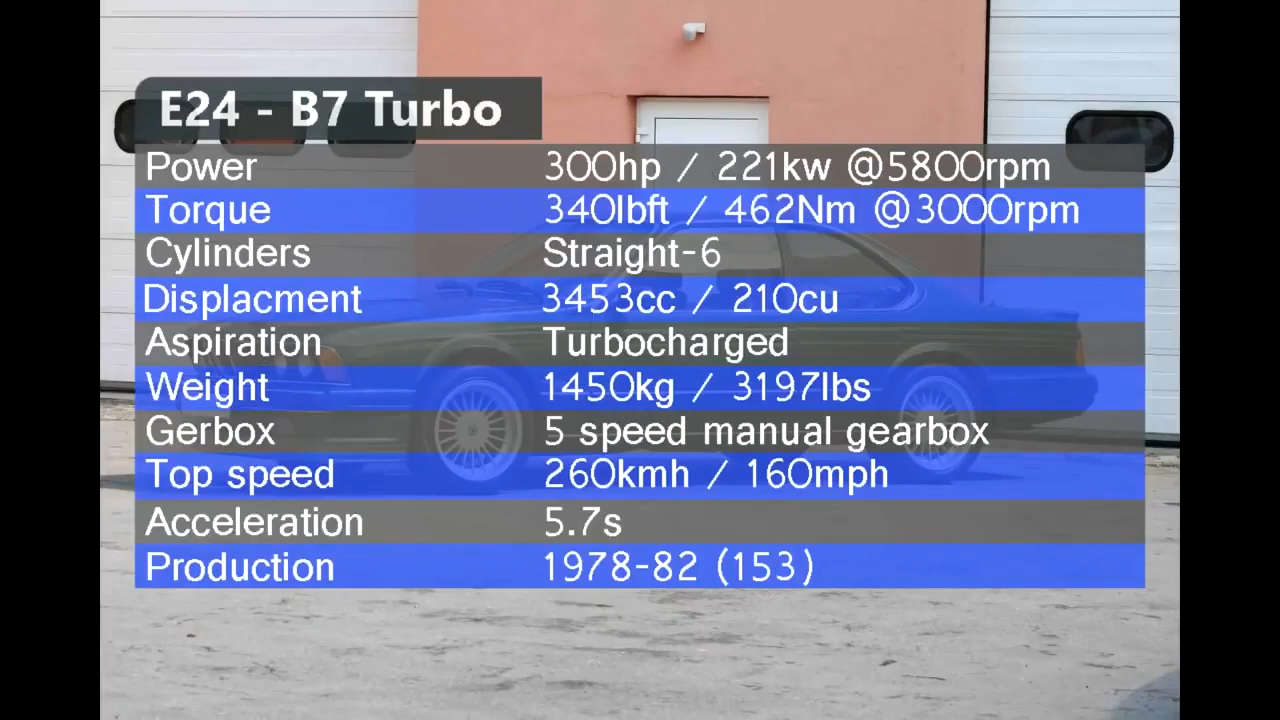 E24 - B7 Turbo
Power 300hp / 221kw @5800rpm
Torque 340lbft / 462Nm @3000rpm
Cylinders Straight-6
Displacment 3453cc / 210cu
Aspiration Turbocharged
Weight 1450kg / 3197lbs
Gerbox 5 speed manual gearbox
Top speed 260kmh / 160mph
Acceleration 5.7s
Production 1978-82 (153)